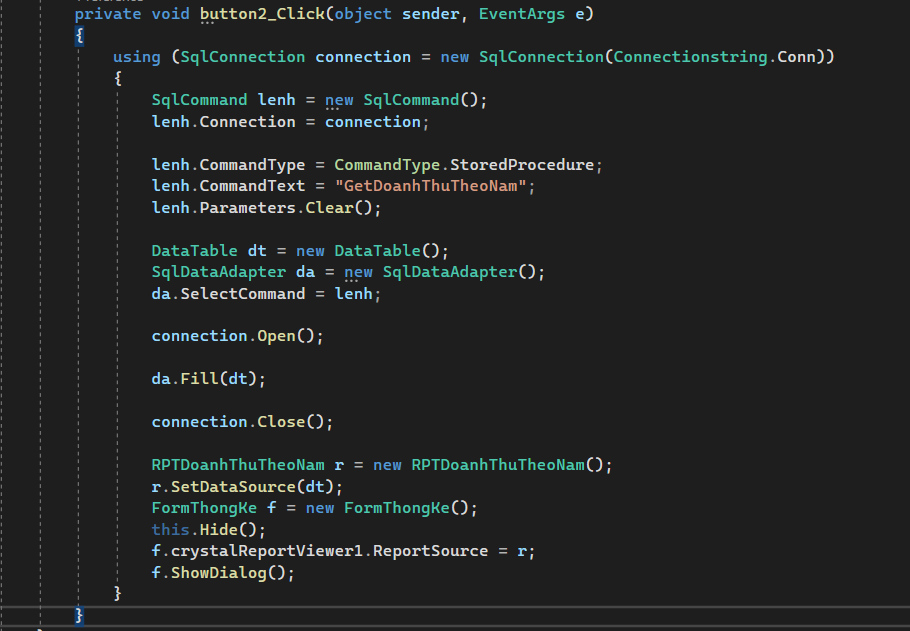 private void button2_Click(object sender, EventArgs e)
{
using (SqlConnection connection = new SqlConnection(Connectionstring.Conn))
{
SqlCommand lenh = new SqlCommand();
lenh.Connection = connection;
lenh.CommandType = CommandType.StoredProcedure;
lenh.CommandText = "GetDoanhThuTheoNam";
lenh.Parameters.Clear();
DataTable dt = new DataTable();
SqlDataAdapter da = new SqlDataAdapter();
da.SelectCommand = lenh;
connection.Open();
da.Fill(dt);
connection.Close();
RPTDoanhThuTheoNam r = new RPTDoanhThuTheoNam();
r.SetDataSource(dt);
FormThongKe f = new FormThongKe();
this.Hide();
f.crystalReportViewer1.ReportSource = r;
f.ShowDialog();
}
}